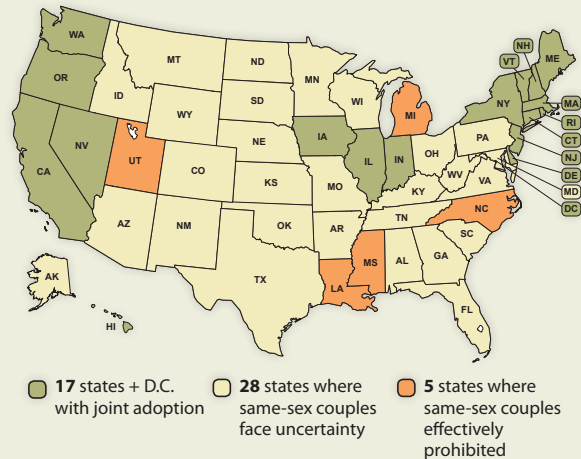 WA
MT
ND
MN
VT
NH
ME
OR
ID
WY
SD
WI
MI
NY
MA
RI
CT
NJ
DE
MD
DC
NV
UT
CO
NE
IA
IL
IN
OH
PA
CA
KS
MO
KY
WV
VA
AZ
NM
OK
AR
TN
NC
SC
TX
LA
MS
AL
GA
FL
AK
HI
17 states + D.C.
with joint adoption
28 states where
same-sex couples
face uncertainty
5 states where
same-sex couples
effectively
prohibited